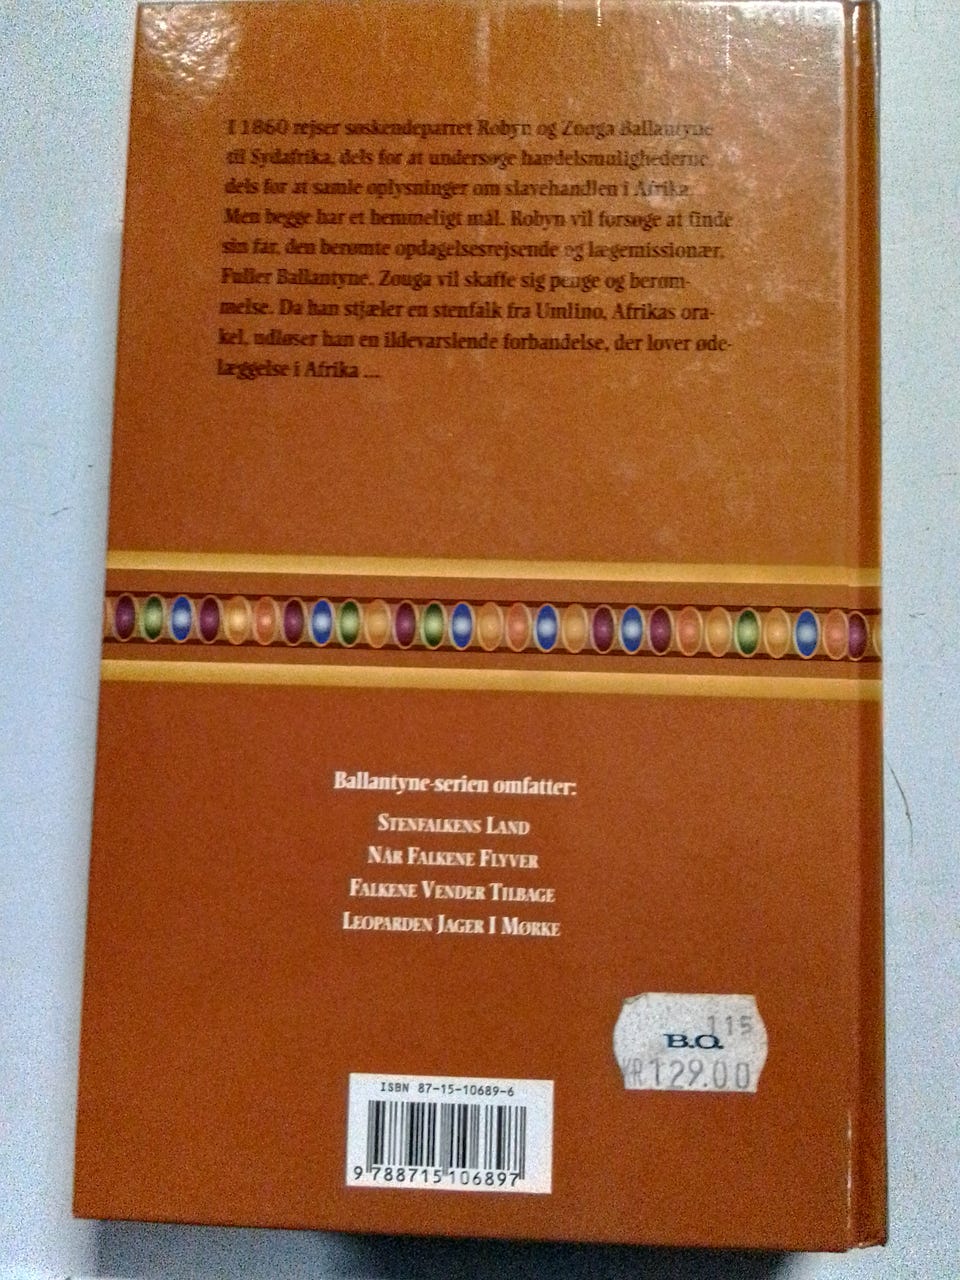 I 1860 rejser søskendeparret Robyn og Zouga Ballantyne
til Sydafrika, dels for at undersøge handelsmulighederne,
dels for at samle oplysninger om slavehandlen i Afrika.
Men begge har et hemmeligt mål. Robyn vil forsøge at finde
sin far, den berømte opdagelsesrejsende og lægemissionær,
Fuller Ballantyne. Zouga vil skaffe sig penge og berøm-
melse. Da han stjæler en stenfalk fra Umlino, Afrikas ora-
kel, udløser han en ildevarslende forbandelse, der lover øde-
læggelse i Afrika ...
Ballantyne-serien omfatter:
STENFALKENS LAND
NÅR FALKENE FLYVER
FALKENE VENDER TILBAGE
LEOPARDEN JAGER I MØRKE
115
B.O.
KR 129.00
ISBN 87-15-10689-6
9 788715 106897